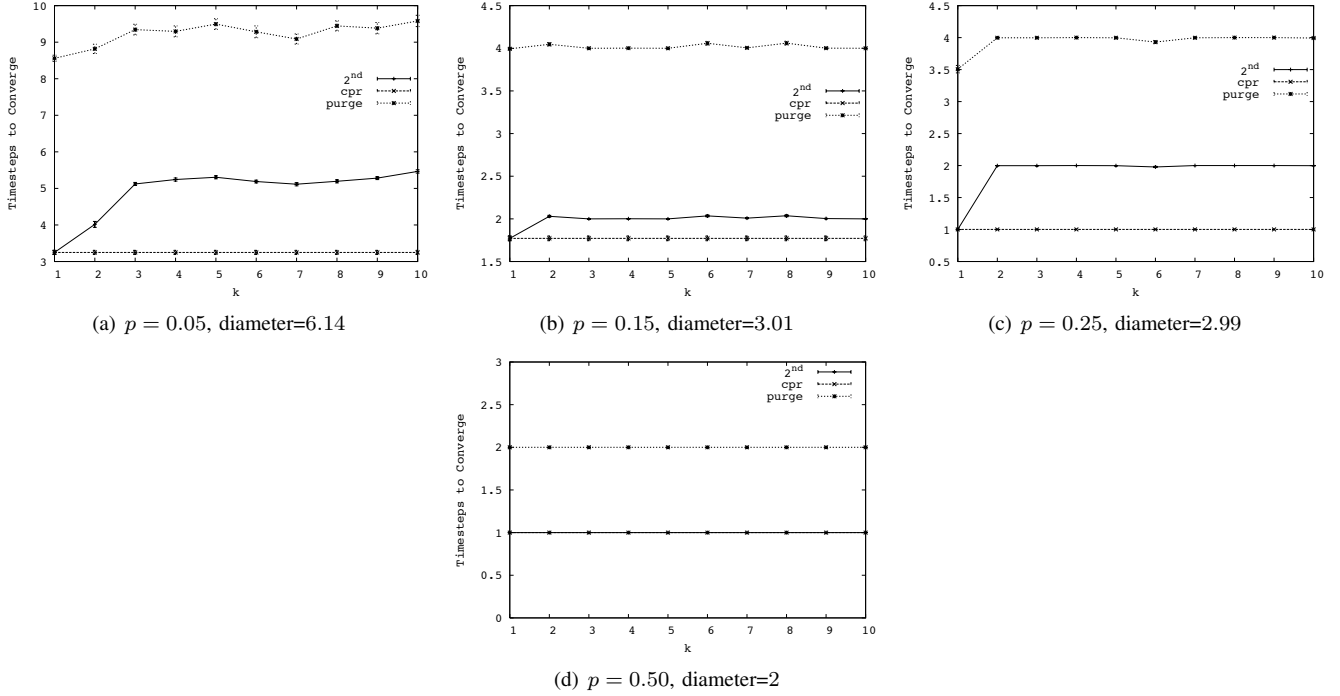 10
9
8
7
6
5
4
3
1 2 3 4 5 6 7 8 9 10
Timesteps to Converge
k
2nd
cpr
purge
(a) p = 0.05, diameter=6.14
4.5
4
3.5
3
2.5
2
1.5
1 2 3 4 5 6 7 8 9 10
Timesteps to Converge
k
2nd
cpr
purge
(b) p = 0.15, diameter=3.01
4.5
4
3.5
3
2.5
2
1.5
1
0.5
1 2 3 4 5 6 7 8 9 10
Timesteps to Converge
k
2nd
cpr
purge
(c) p = 0.25, diameter=2.99
3
2.5
2
1.5
1
0.5
0
1 2 3 4 5 6 7 8 9 10
Timesteps to Converge
k
2nd
cpr
purge
(d) p = 0.50, diameter=2